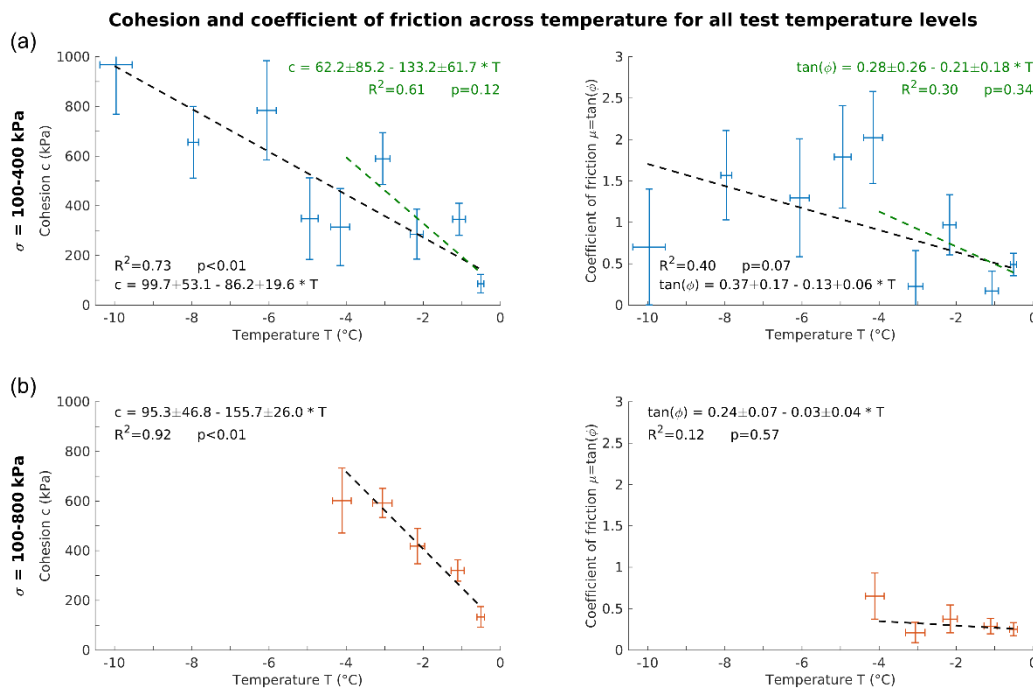 Cohesion and coefficient of friction across temperature for all test temperature levels
(a)
σ = 100-400 kPa
Cohesion c (kPa)
1000
800
600
400
200
0
c = 62.2±85.2 - 133.2±61.7 * T
R²=0.61 p=0.12
R²=0.73 p<0.01
c = 99.7+53.1 - 86.2+19.6 * T
-10 -8 -6 -4 -2 0
Temperature T (°C)
Coefficient of friction μ=tan(ϕ)
3
2.5
2
1.5
1
0.5
0
tan(ϕ) = 0.28±0.26 - 0.21±0.18 * T
R²=0.30 p=0.34
R²=0.40 p=0.07
tan(ϕ) = 0.37+0.17 - 0.13+0.06 * T
-10 -8 -6 -4 -2 0
Temperature T (°C)
(b)
σ = 100-800 kPa
Cohesion c (kPa)
1000
800
600
400
200
0
c = 95.3±46.8 - 155.7±26.0 * T
R²=0.92 p<0.01
-10 -8 -6 -4 -2 0
Temperature T (°C)
Coefficient of friction μ=tan(ϕ)
3
2.5
2
1.5
1
0.5
0
tan(ϕ) = 0.24±0.07 - 0.03±0.04 * T
R²=0.12 p=0.57
-10 -8 -6 -4 -2 0
Temperature T (°C)